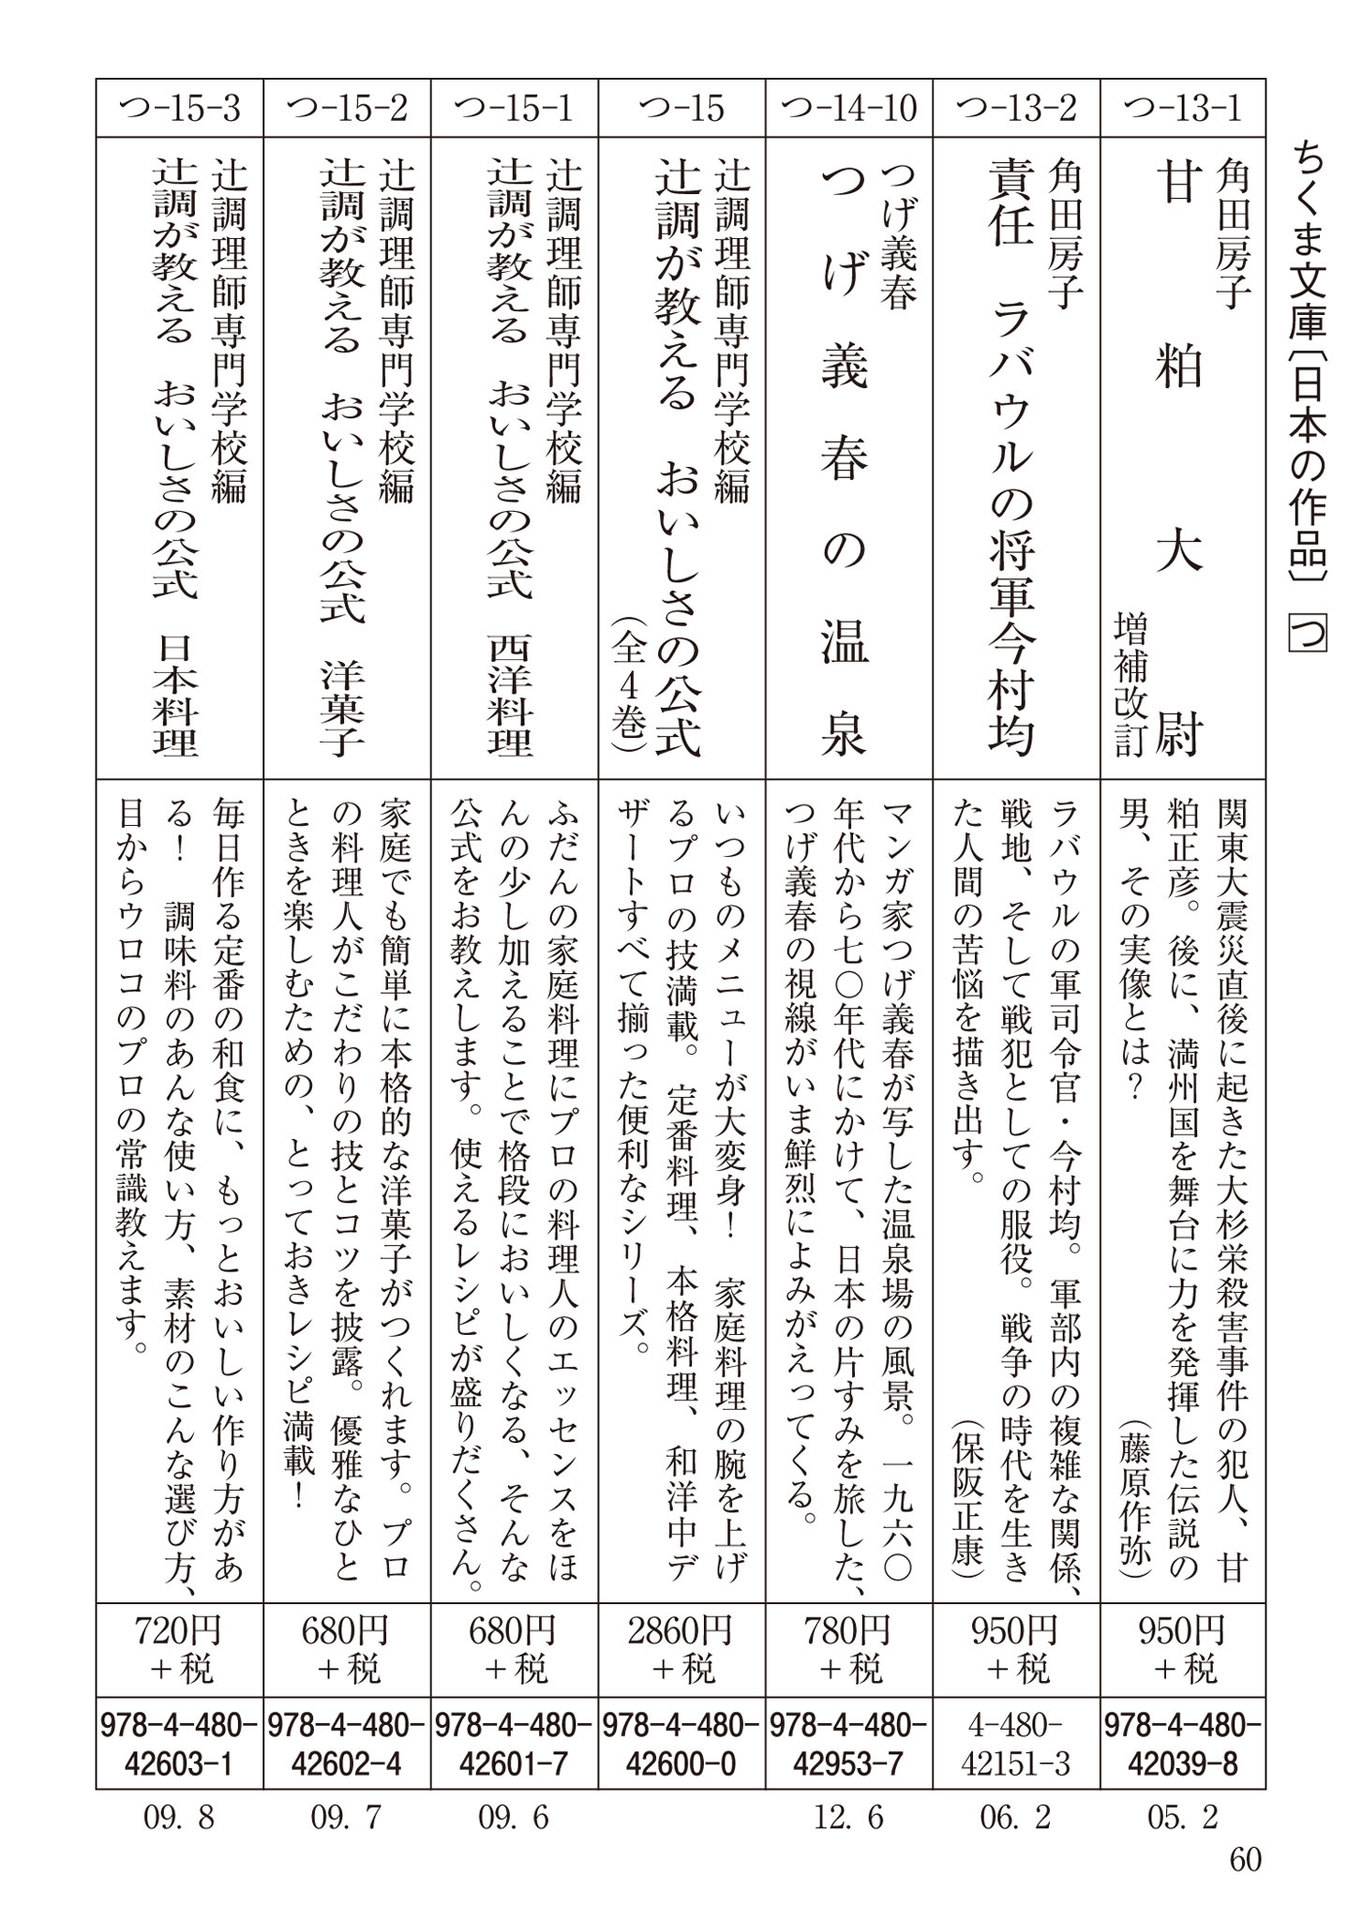 ちくま文庫〔日本の作品〕 つ
つ-13-1
角田房子
甘粕大尉
増補改訂
関東大震災直後に起きた大杉栄殺害事件の犯人、甘
粕正彦。後に、満州国を舞台に力を発揮した伝説の
男、その実像とは？ （藤原作弥）
950円
＋税
978-4-480-
42039-8
05. 2
つ-13-2
角田房子
責任 ラバウルの将軍今村均
ラバウルの軍司令官・今村均。軍部内の複雑な関係、
戦地、そして戦犯としての服役。戦争の時代を生き
た人間の苦悩を描き出す。 （保阪正康）
950円
＋税
4-480-
42151-3
06. 2
つ-14-10
つげ義春
つげ義春の温泉
マンガ家つげ義春が写した温泉場の風景。一九六〇
年代から七〇年代にかけて、日本の片すみを旅した、
つげ義春の視線がいま鮮烈によみがえってくる。
780円
＋税
978-4-480-
42953-7
12. 6
つ-15
辻調理師専門学校編
辻調が教える おいしさの公式
（全４巻）
いつものメニューが大変身！ 家庭料理の腕を上げ
るプロの技満載。定番料理、本格料理、和洋中デ
ザートすべて揃った便利なシリーズ。
2860円
＋税
978-4-480-
42600-0
つ-15-1
辻調理師専門学校編
辻調が教える おいしさの公式 西洋料理
ふだんの家庭料理にプロの料理人のエッセンスをほ
んの少し加えることで格段においしくなる、そんな
公式をお教えします。使えるレシピが盛りだくさん。
680円
＋税
978-4-480-
42601-7
09. 6
つ-15-2
辻調理師専門学校編
辻調が教える おいしさの公式 洋菓子
家庭でも簡単に本格的な洋菓子がつくれます。プロ
の料理人がこだわりの技とコツを披露。優雅なひと
ときを楽しむための、とっておきレシピ満載！
680円
＋税
978-4-480-
42602-4
09. 7
つ-15-3
辻調理師専門学校編
辻調が教える おいしさの公式 日本料理
毎日作る定番の和食に、もっとおいしい作り方があ
る！ 調味料のあんな使い方、素材のこんな選び方、
目からウロコのプロの常識教えます。
720円
＋税
978-4-480-
42603-1
09. 8
60